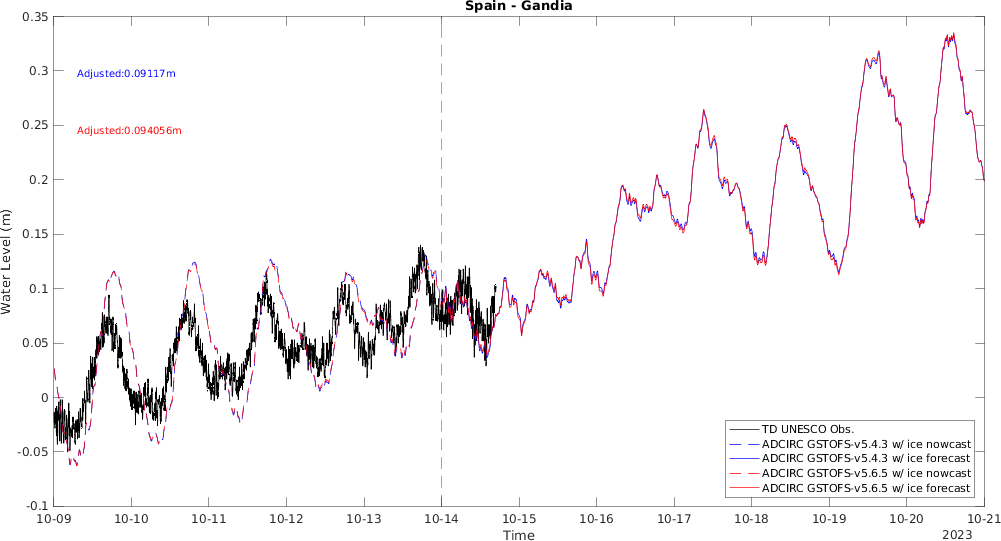 Spain - Gandia
0.35
0.3
0.25
0.2
0.15
0.1
0.05
0
-0.05
-0.1
Water Level (m)
Adjusted:0.09117m
Adjusted:0.094056m
TD UNESCO Obs.
ADCIRC GSTOFS-v5.4.3 w/ ice nowcast
ADCIRC GSTOFS-v5.4.3 w/ ice forecast
ADCIRC GSTOFS-v5.6.5 w/ ice nowcast
ADCIRC GSTOFS-v5.6.5 w/ ice forecast
10-09 10-10 10-11 10-12 10-13 10-14 10-15 10-16 10-17 10-18 10-19 10-20 10-21
Time
2023